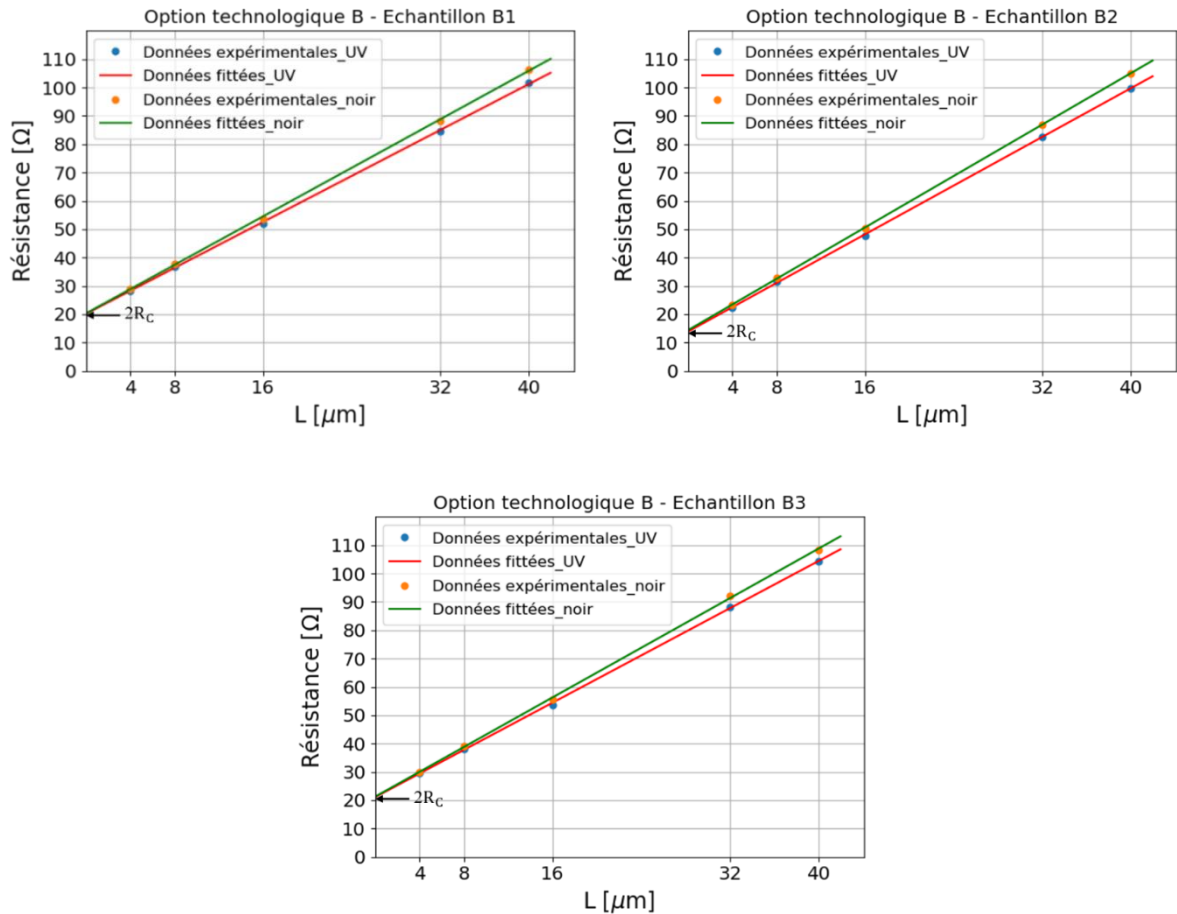 Option technologique B - Echantillon B1
Données expérimentales_UV
Données fittées_UV
Données expérimentales_noir
Données fittées_noir
Résistance [Ω]
110
100
90
80
70
60
50
40
30
20
10
0
2R_C
4 8 16 32 40
L [μm]
Option technologique B - Echantillon B2
Données expérimentales_UV
Données fittées_UV
Données expérimentales_noir
Données fittées_noir
Résistance [Ω]
110
100
90
80
70
60
50
40
30
20
10
0
2R_C
4 8 16 32 40
L [μm]
Option technologique B - Echantillon B3
Données expérimentales_UV
Données fittées_UV
Données expérimentales_noir
Données fittées_noir
Résistance [Ω]
110
100
90
80
70
60
50
40
30
20
10
0
2R_C
4 8 16 32 40
L [μm]